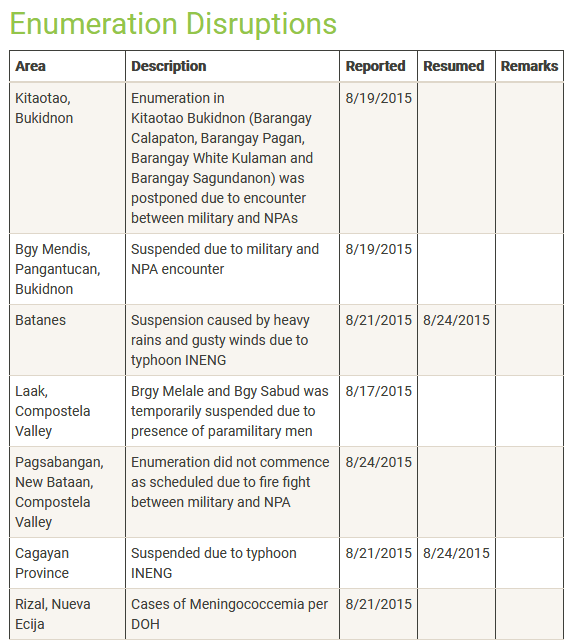 Enumeration Disruptions
Area Description Reported Resumed Remarks
Kitaotao, Enumeration in 8/19/2015
Bukidnon Kitaotao Bukidnon (Barangay
Calapaton, Barangay Pagan,
Barangay White Kulaman and
Barangay Sagundanon) was
postponed due to encounter
between military and NPAs
Bgy Mendis, Suspended due to military and 8/19/2015
Pangantucan, NPA encounter
Bukidnon
Batanes Suspension caused by heavy 8/21/2015 8/24/2015
rains and gusty winds due to
typhoon INENG
Laak, Brgy Melale and Bgy Sabud was 8/17/2015
Compostela temporarily suspended due to
Valley presence of paramilitary men
Pagsabangan, Enumeration did not commence 8/24/2015
New Bataan, as scheduled due to fire fight
Compostela between military and NPA
Valley
Cagayan Suspended due to typhoon 8/21/2015 8/24/2015
Province INENG
Rizal, Nueva Cases of Meningococcemia per 8/21/2015
Ecija DOH